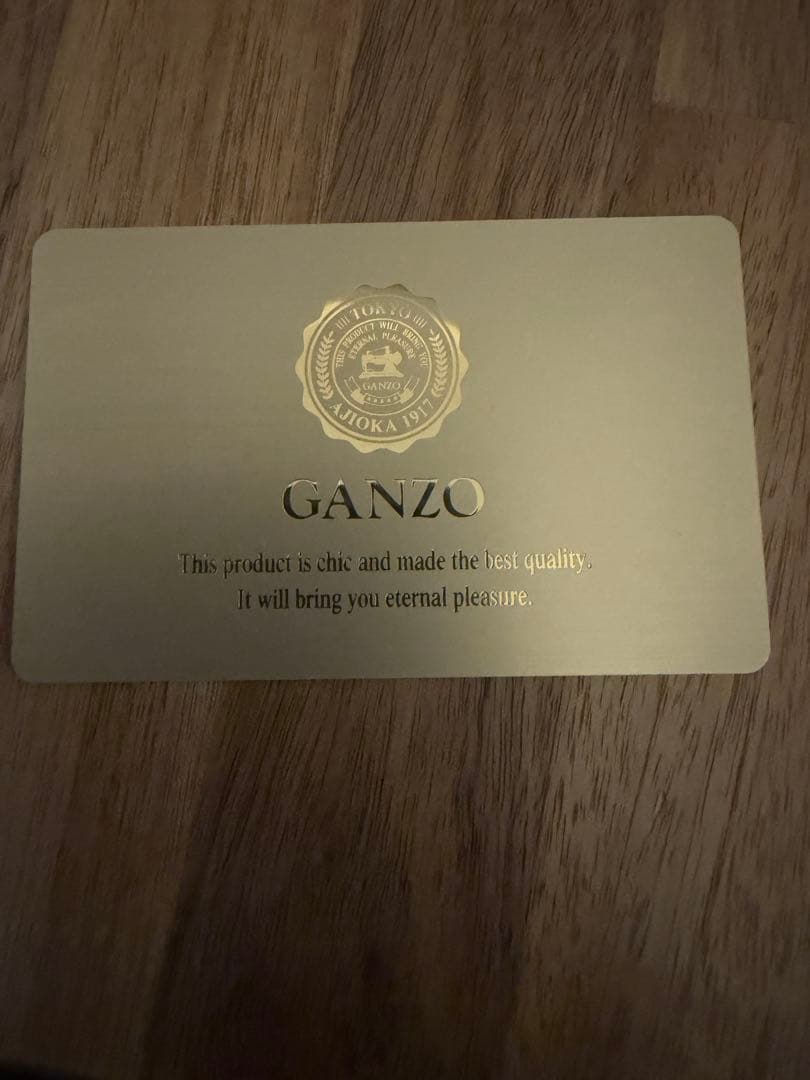 TOKYO
THIS PRODUCT WILL BRING YOU
ETERNAL PLEASURE
GANZO
AJIOKA 1917
GANZO
This product is chic and made the best quality.
It will bring you eternal pleasure.